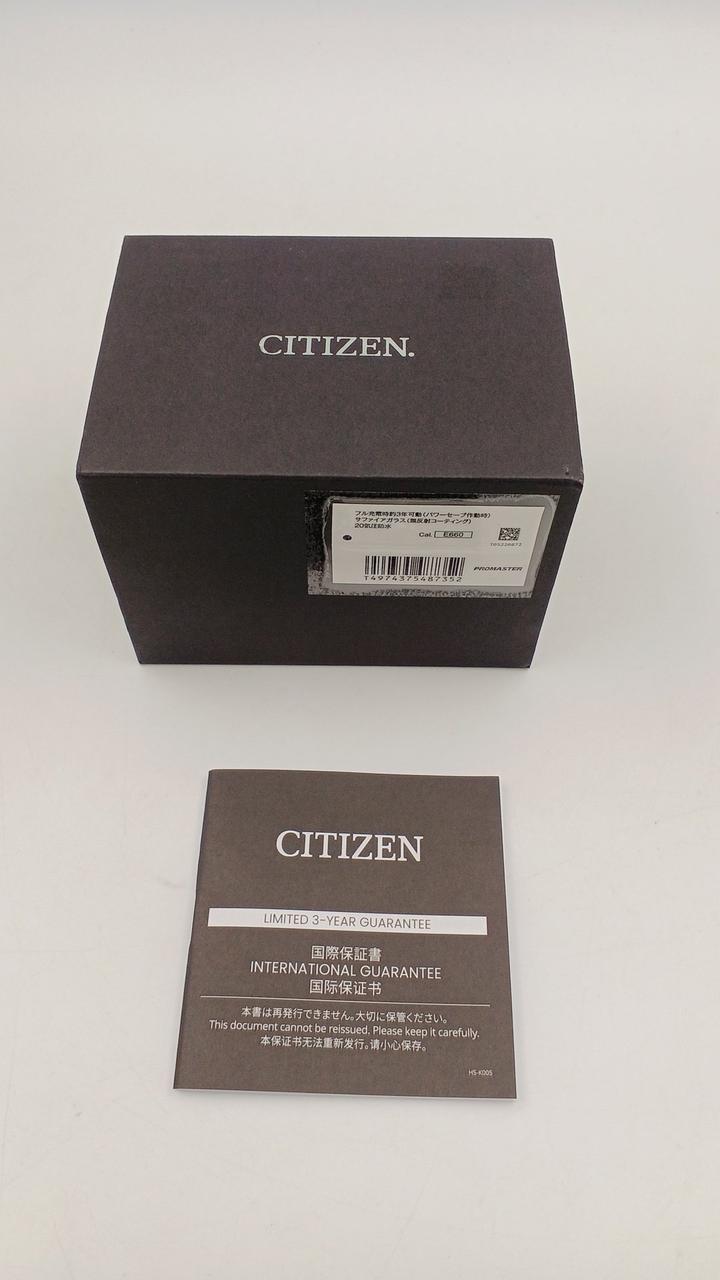 CITIZEN.
フル充電時約3年可動(パワーセーブ作動時)
サファイアガラス(無反射コーティング)
20気圧防水
Cal. E660
T05220872
PROMASTER
T4974375487352
CITIZEN
LIMITED 3-YEAR GUARANTEE
国際保証書
INTERNATIONAL GUARANTEE
国际保证书
本書は再発行できません。大切に保管ください。
This document cannot be reissued. Please keep it carefully.
本保证书无法重新发行。请小心保存。
HS-K005